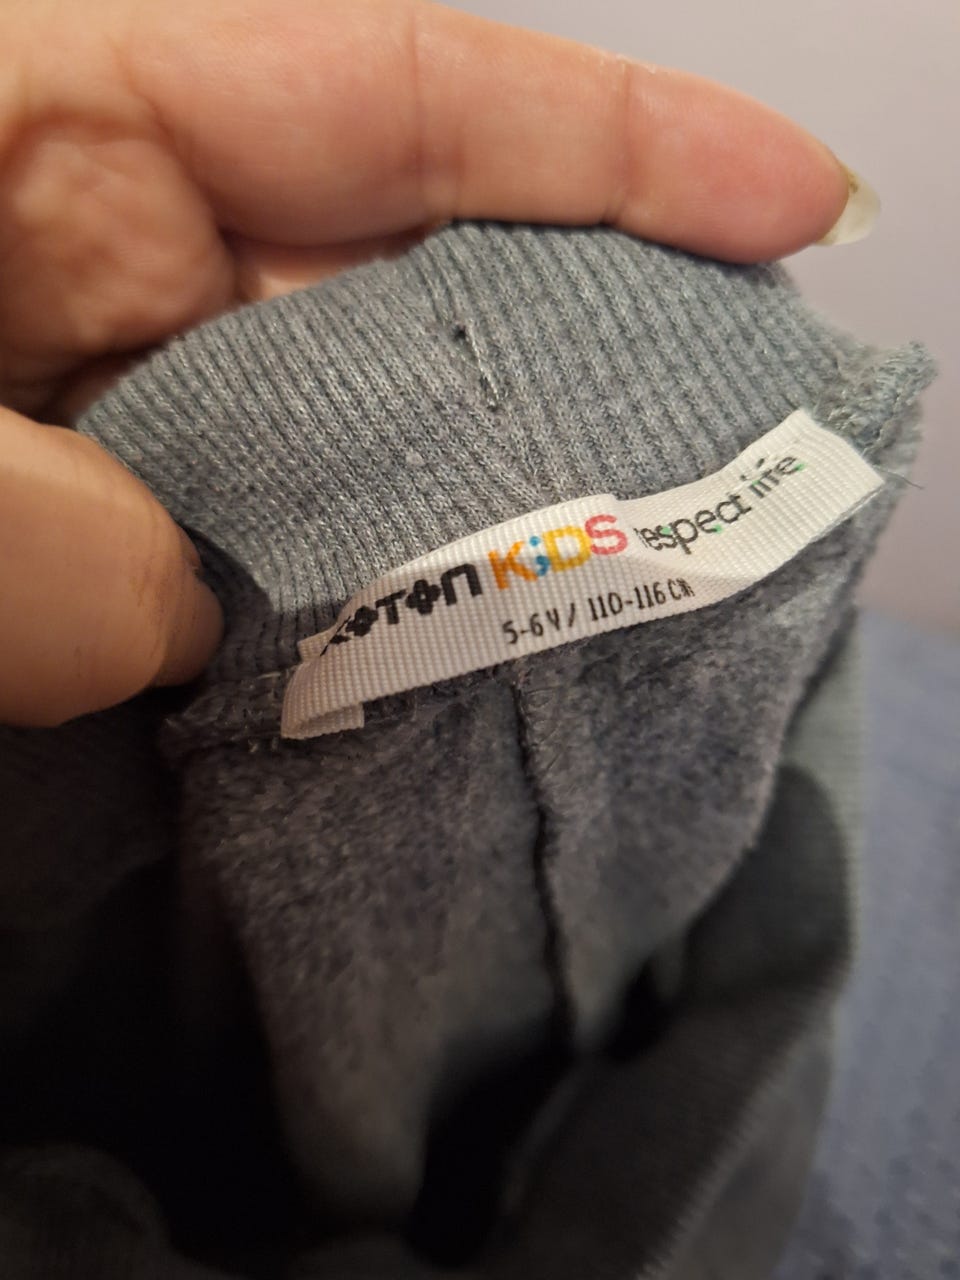 KOTON KiDS respect life
5-6 Y / 110-116 CM